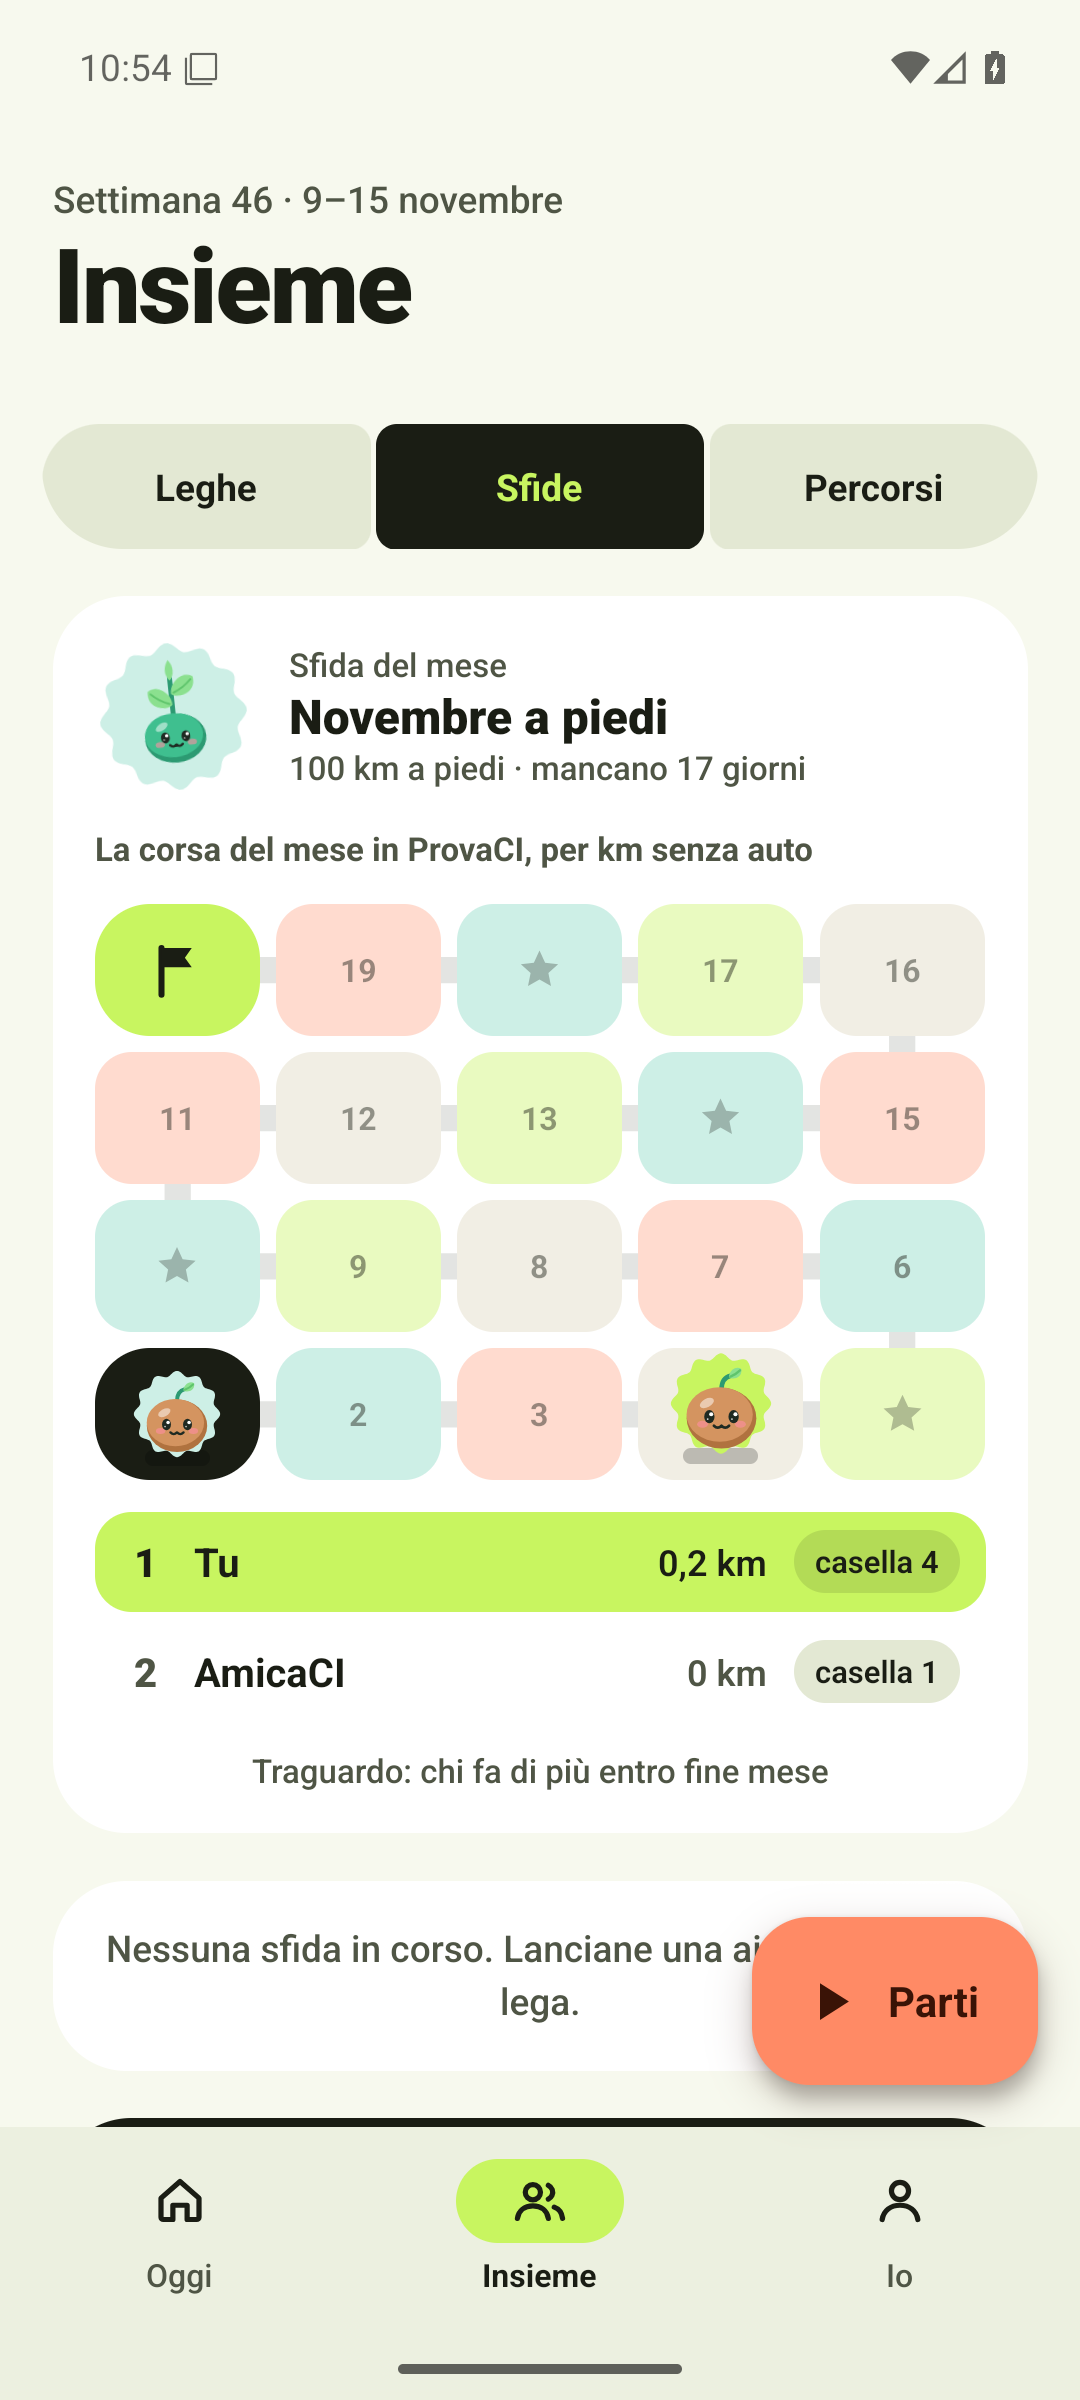 10:54
Settimana 46 · 9–15 novembre
Insieme
Leghe
Sfide
Percorsi
Sfida del mese
Novembre a piedi
100 km a piedi · mancano 17 giorni
La corsa del mese in ProvaCI, per km senza auto
19
17
16
11
12
13
15
9
8
7
6
2
3
1 Tu 0,2 km casella 4
2 AmicaCI 0 km casella 1
Traguardo: chi fa di più entro fine mese
Nessuna sfida in corso. Lanciane una
lega.
Parti
Oggi
Insieme
Io